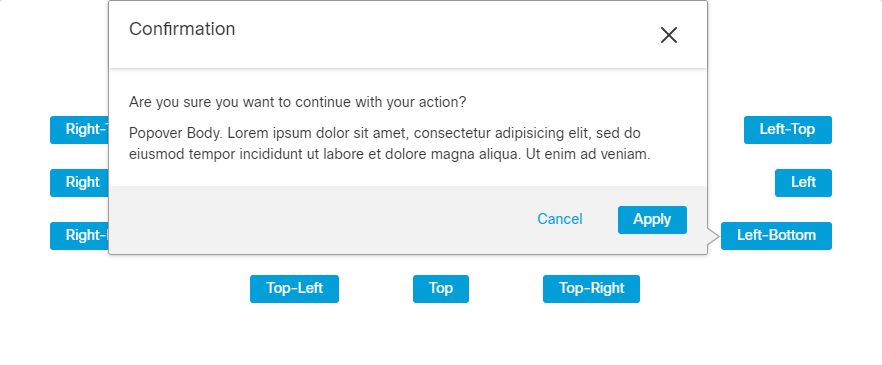 Confirmation
Are you sure you want to continue with your action?
Popover Body. Lorem ipsum dolor sit amet, consectetur adipisicing elit, sed do
eiusmod tempor incididunt ut labore et dolore magna aliqua. Ut enim ad veniam.
Cancel Apply
Right- Left-Top
Right Left
Right- Left-Bottom
Top-Left Top Top-Right